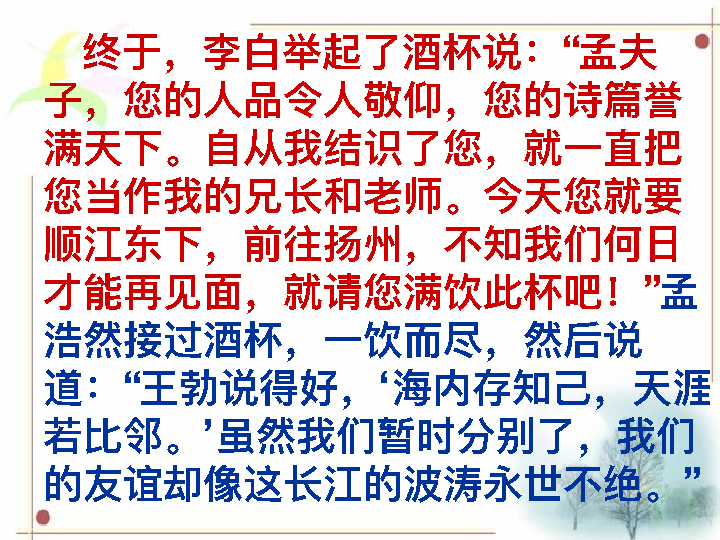 终于，李白举起了酒杯说：“孟夫
子，您的人品令人敬仰，您的诗篇誉
满天下。自从我结识了您，就一直把
您当作我的兄长和老师。今天您就要
顺江东下，前往扬州，不知我们何日
才能再见面，就请您满饮此杯吧！”孟
浩然接过酒杯，一饮而尽，然后说
道：“王勃说得好，‘海内存知己，天涯
若比邻。’虽然我们暂时分别了，我们
的友谊却像这长江的波涛永世不绝。”